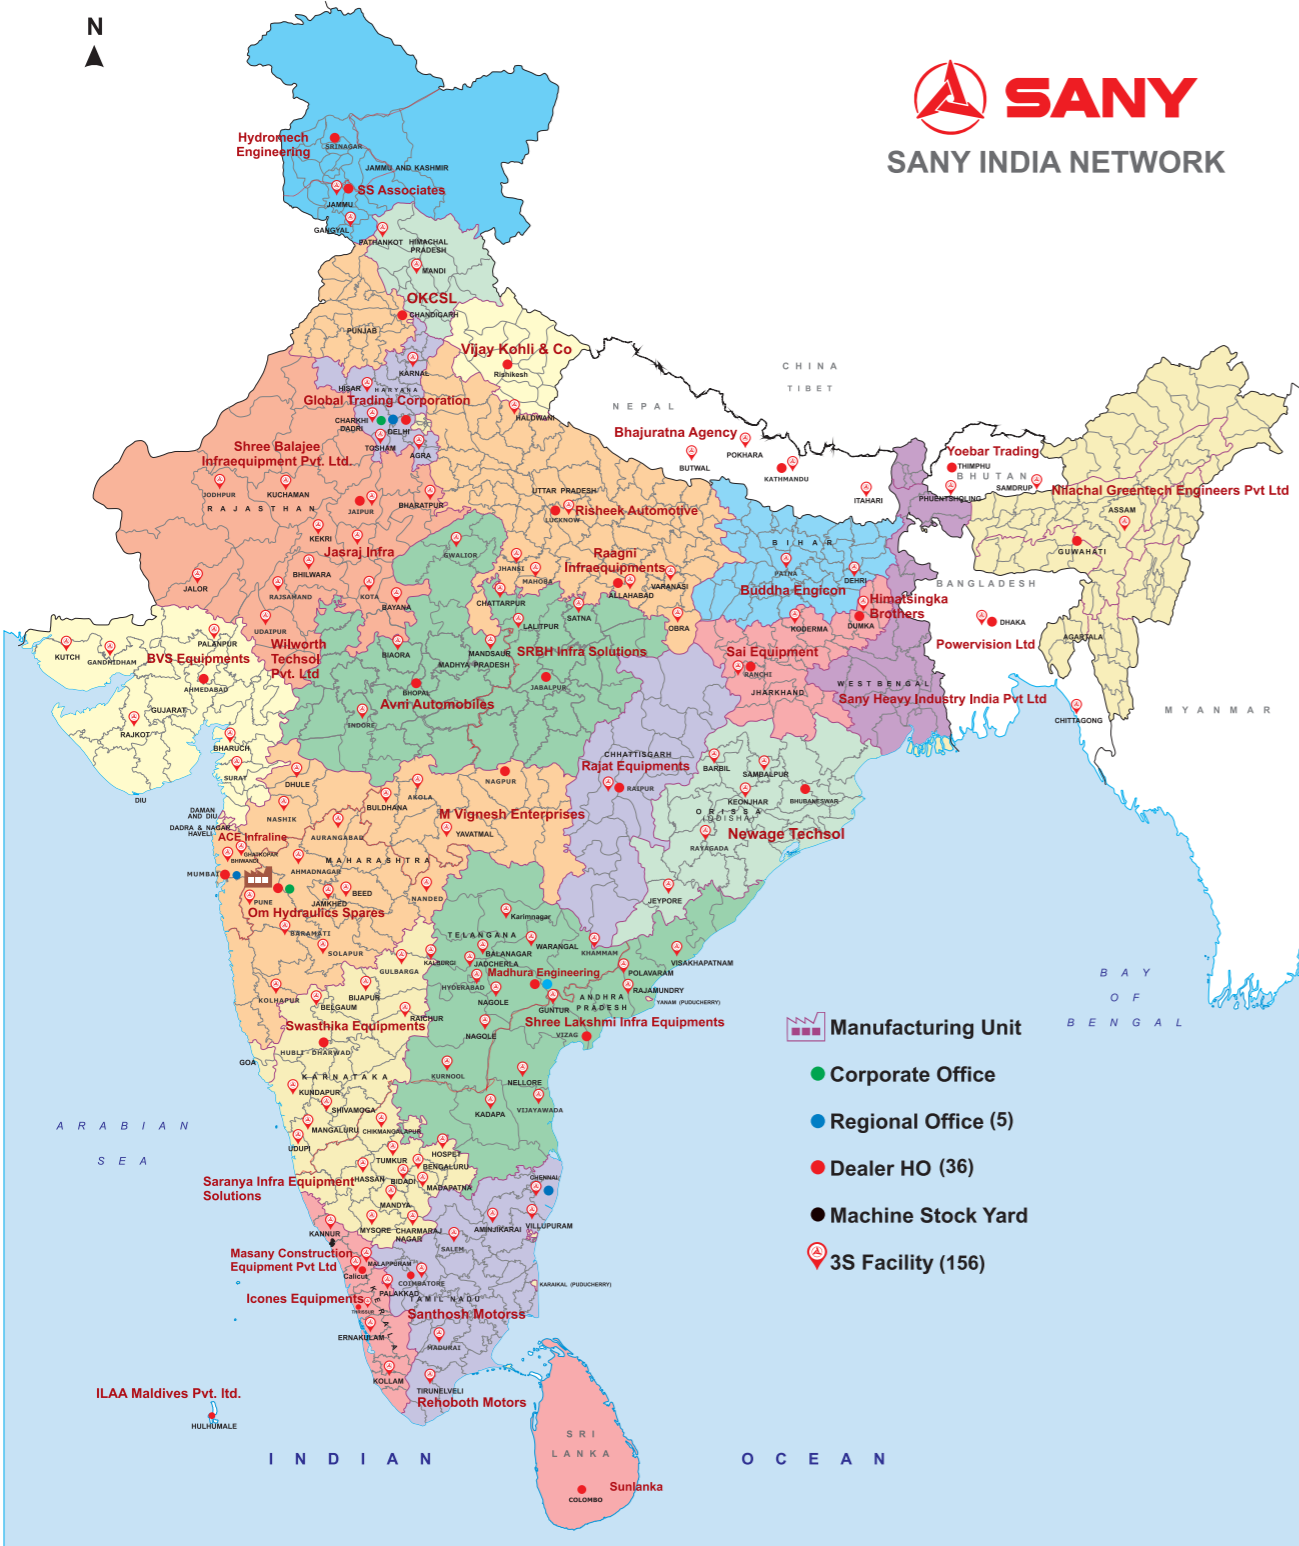 N
SANY
SANY INDIA NETWORK
Hydromech
Engineering
SRINAGAR
JAMMU AND KASHMIR
SS Associates
JAMMU
GANGYAL
PATHANKOT
HIMACHAL
PRADESH
MANDI
OKCSL
CHANDIGARH
PUNJAB
Vijay Kohli & Co
Rishikesh
KARNAL
HISAR
HARYANA
Global Trading Corporation
HALDWANI
CHARKHI
DADRI
DELHI
TOSHAM
AGRA
CHINA
TIBET
NEPAL
Bhajuratna Agency
POKHARA
BUTWAL
KATHMANDU
ITAHARI
Yoebar Trading
THIMPHU
BHUTAN
SAMDRUP
PHUENTSHOLING
Nilachal Greentech Engineers Pvt Ltd
ASSAM
GUWAHATI
Shree Balajee
Infraequipment Pvt. Ltd.
JODHPUR
KUCHAMAN
RAJASTHAN
JAIPUR
BHARATPUR
KEKRI
Jasraj Infra
BHILWARA
JALOR
RAJSAMAND
KOTA
BAYANA
UDAIPUR
UTTAR PRADESH
LUCKNOW
Risheek Automotive
GWALIOR
JHANSI
MAHOBA
Raagni
Infraequipments
ALLAHABAD
VARANASI
CHATTARPUR
SATNA
OBRA
LALITPUR
BIHAR
PATNA
DEHRI
Buddha Engicon
Himatsingka
Brothers
DUMKA
KODERMA
BANGLADESH
DHAKA
Powervision Ltd
AGARTALA
CHITTAGONG
MYANMAR
Sai Equipment
RANCHI
JHARKHAND
WEST BENGAL
Sany Heavy Industry India Pvt Ltd
KUTCH
GANDHIDHAM
PALANPUR
BVS Equipments
AHMEDABAD
GUJARAT
RAJKOT
BHARUCH
SURAT
DIU
Wilworth
Techsol
Pvt. Ltd
BIAORA
MANDSAUR
MADHYA PRADESH
SRBH Infra Solutions
BHOPAL
JABALPUR
Avni Automobiles
INDORE
CHHATTISGARH
Rajat Equipments
RAIPUR
BARBIL
SAMBALPUR
KEONJHAR
BHUBANESWAR
ORISSA
(ODISHA)
Newage Techsol
RAYAGADA
JEYPORE
DAMAN
AND DIU
DADRA & NAGAR
HAVELI
DHULE
NASHIK
BULDHANA
AKOLA
NAGPUR
M Vignesh Enterprises
YAVATMAL
AURANGABAD
ACE Infraline
GHATKOPAR
BHIWANDI
MUMBAI
AHMADNAGAR
MAHARASHTRA
PUNE
JAMKHED
BEED
NANDED
Om Hydraulics Spares
BARAMATI
SOLAPUR
KOLHAPUR
Karimnagar
TELANGANA
WARANGAL
BALANAGAR
JADCHERLA
KHAMMAM
VISAKHAPATNAM
GULBARGA
KALBURGI
Madhura Engineering
HYDERABAD
NAGOLE
POLAVARAM
RAJAMUNDRY
YANAM (PUDUCHERRY)
ANDHRA
PRADESH
GUNTUR
Shree Lakshmi Infra Equipments
VIZAG
NAGOLE
BIJAPUR
BELGAUM
RAICHUR
Swasthika Equipments
HUBLI - DHARWAD
GOA
KARNATAKA
KURNOOL
NELLORE
KADAPA
VIJAYAWADA
KUNDAPUR
SHIVAMOGA
MANGALURU
CHIKMANGALAPUR
UDUPI
HOSPET
TUMKUR
BENGALURU
HASSAN
BIDADI
MADAPATNA
MANDYA
MYSORE
CHARMARAJ
NAGAR
Saranya Infra Equipment
Solutions
CHENNAI
VILLUPURAM
AMINJIKARAI
SALEM
KANNUR
Masany Construction
Equipment Pvt Ltd
MALAPPURAM
Calicut
COIMBATORE
PALAKKAD
KARAIKAL (PUDUCHERRY)
Icones Equipments
THRISSUR
KERALA
TAMIL NADU
Santhosh Motorss
ERNAKULAM
MADURAI
KOLLAM
TIRUNELVELI
Rehoboth Motors
ILAA Maldives Pvt. ltd.
HULHUMALE
SRI
LANKA
Sunlanka
COLOMBO
ARABIAN
SEA
BAY
OF
BENGAL
INDIAN
OCEAN
Manufacturing Unit
Corporate Office
Regional Office (5)
Dealer HO (36)
Machine Stock Yard
3S Facility (156)